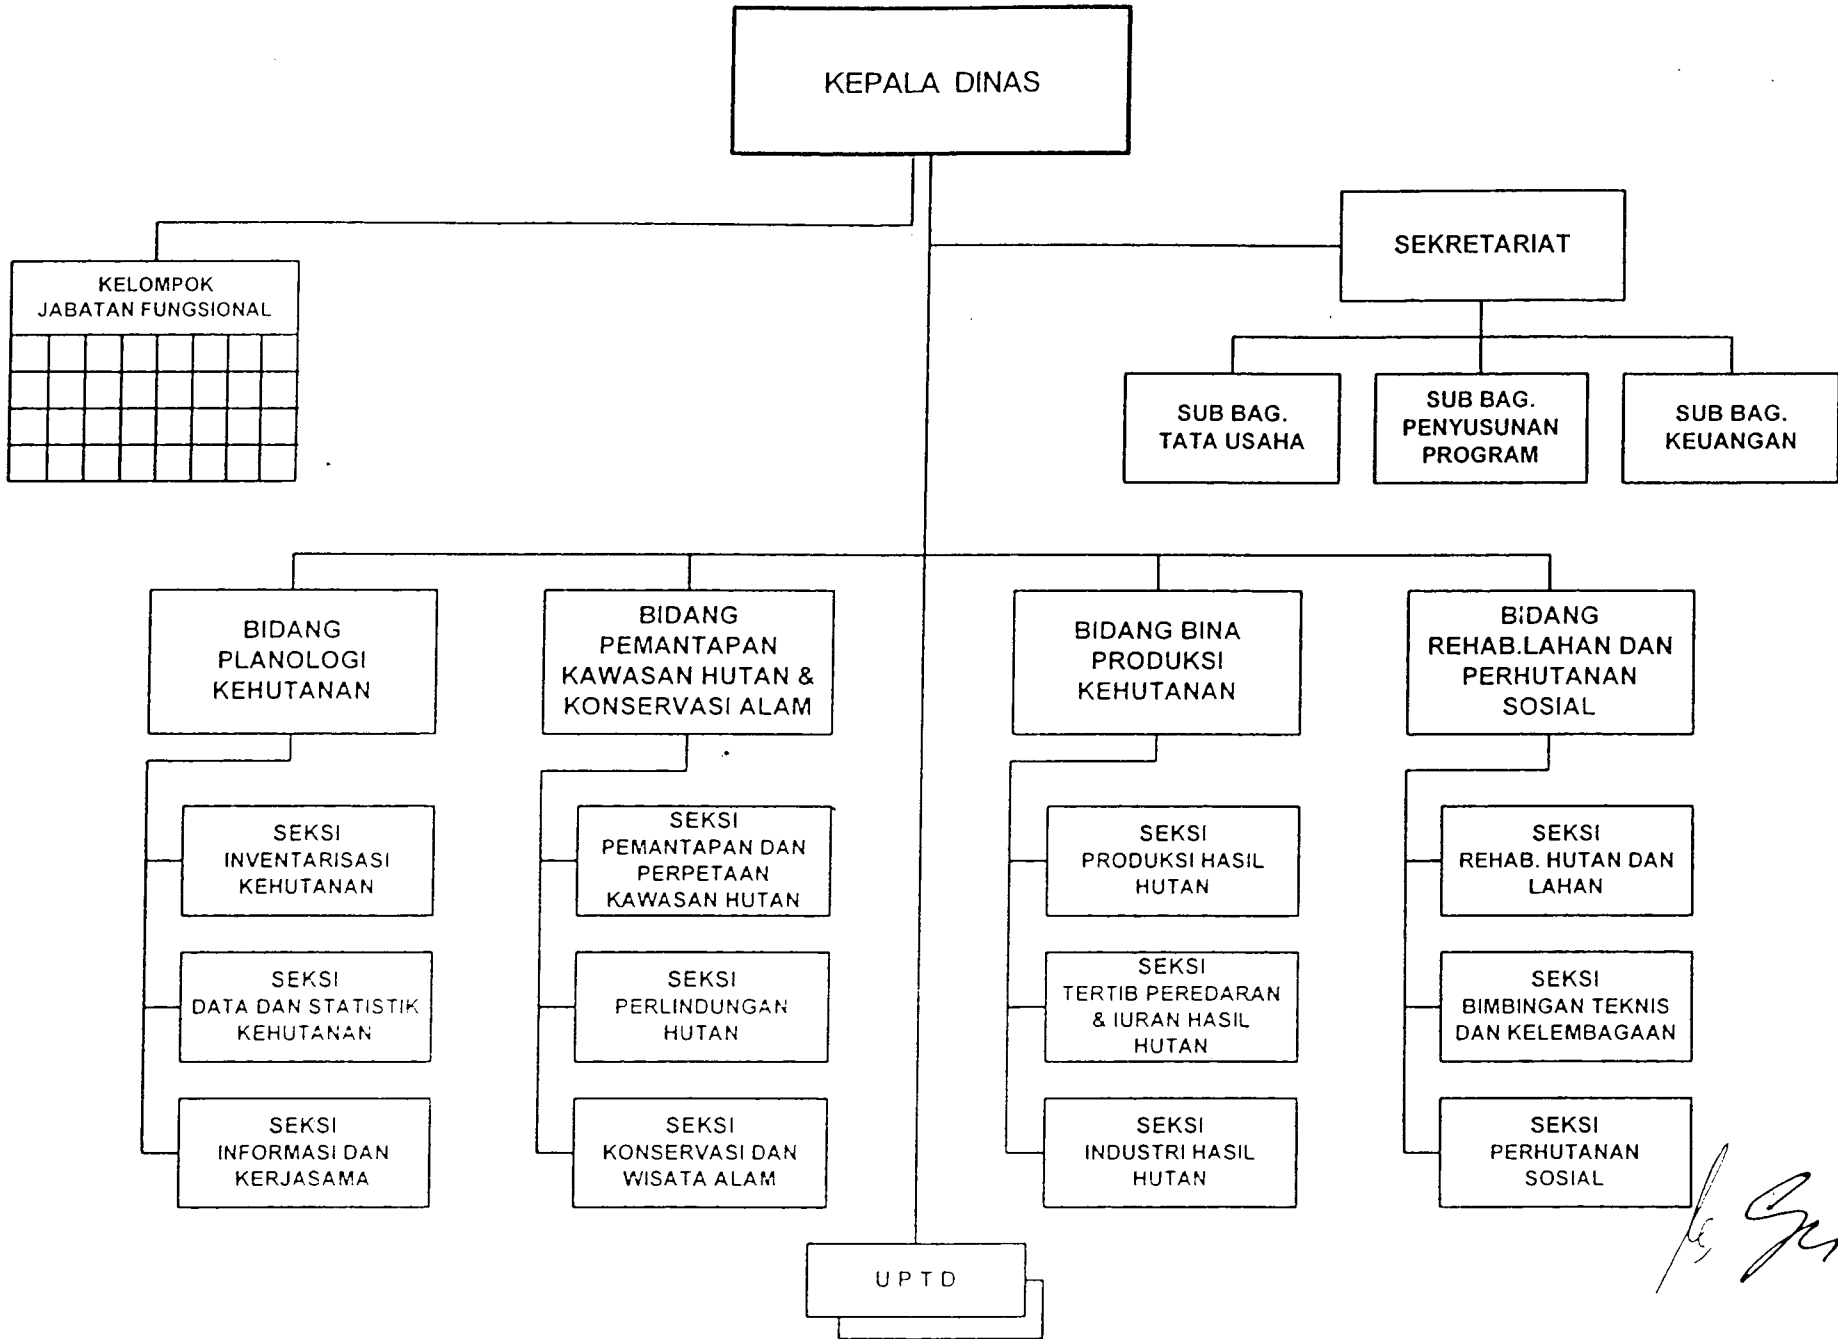 KEPALA DINAS
SEKRETARIAT
KELOMPOK
JABATAN FUNGSIONAL
SUB BAG.
TATA USAHA
SUB BAG.
PENYUSUNAN
PROGRAM
SUB BAG.
KEUANGAN
BIDANG
PLANOLOGI
KEHUTANAN
BIDANG
PEMANTAPAN
KAWASAN HUTAN &
KONSERVASI ALAM
BIDANG BINA
PRODUKSI
KEHUTANAN
BIDANG
REHAB.LAHAN DAN
PERHUTANAN
SOSIAL
SEKSI
INVENTARISASI
KEHUTANAN
SEKSI
PEMANTAPAN DAN
PERPETAAN
KAWASAN HUTAN
SEKSI
PRODUKSI HASIL
HUTAN
SEKSI
REHAB. HUTAN DAN
LAHAN
SEKSI
DATA DAN STATISTIK
KEHUTANAN
SEKSI
PERLINDUNGAN
HUTAN
SEKSI
TERTIB PEREDARAN
& IURAN HASIL
HUTAN
SEKSI
BIMBINGAN TEKNIS
DAN KELEMBAGAAN
SEKSI
INFORMASI DAN
KERJASAMA
SEKSI
KONSERVASI DAN
WISATA ALAM
SEKSI
INDUSTRI HASIL
HUTAN
SEKSI
PERHUTANAN
SOSIAL
U P T D